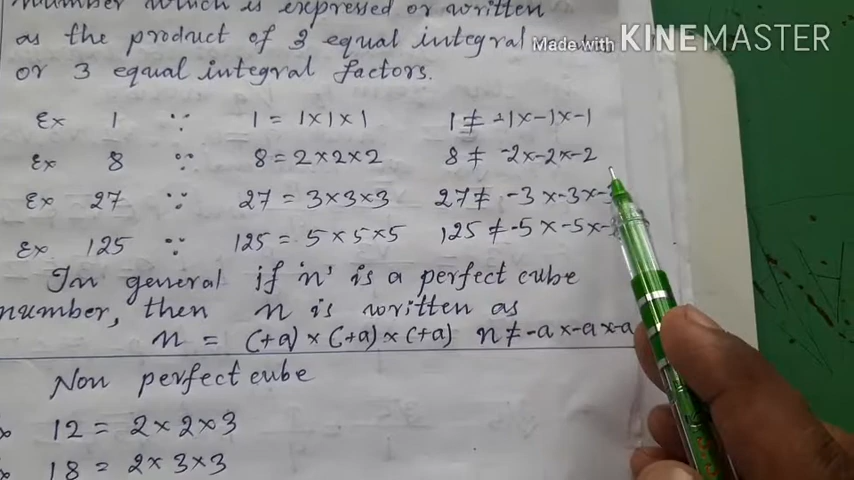 number which is expressed or written
as the product of 3 equal integral
Made with KINEMASTER
or 3 equal integral factors.
Ex 1 ∵ 1 = 1×1×1 1 ≠ -1×-1×-1
Ex 8 ∵ 8 = 2×2×2 8 ≠ -2×-2×-2
Ex 27 ∵ 27 = 3×3×3 27 ≠ -3×-3×-3
Ex 125 ∵ 125 = 5×5×5 125 ≠ -5×-5×-
In general if 'n' is a perfect cube
number, then n is written as
n = (+a)×(+a)×(+a) n ≠ -a×-a×-a
Non perfect cube
12 = 2×2×3
18 = 2×3×3